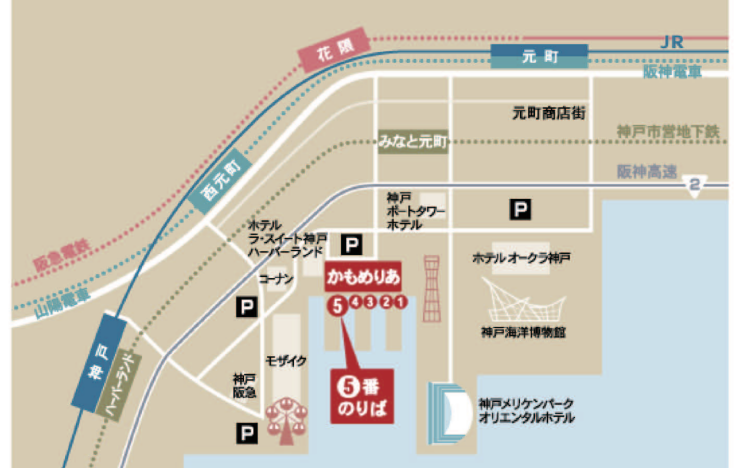 花隈
元町
JR
阪神電車
元町商店街
みなと元町
神戸市営地下鉄
西元町
阪神高速
2
神戸
ポートタワー
ホテル
P
ホテル
ラ・スイート神戸
ハーバーランド
P
阪急電鉄
山陽電車
コーナン
かもめりあ
ホテル オークラ神戸
P
5 4 3 2 1
神戸海洋博物館
神戸
ハーバーランド
モザイク
神戸
阪急
5番
のりば
神戸メリケンパーク
オリエンタルホテル
P